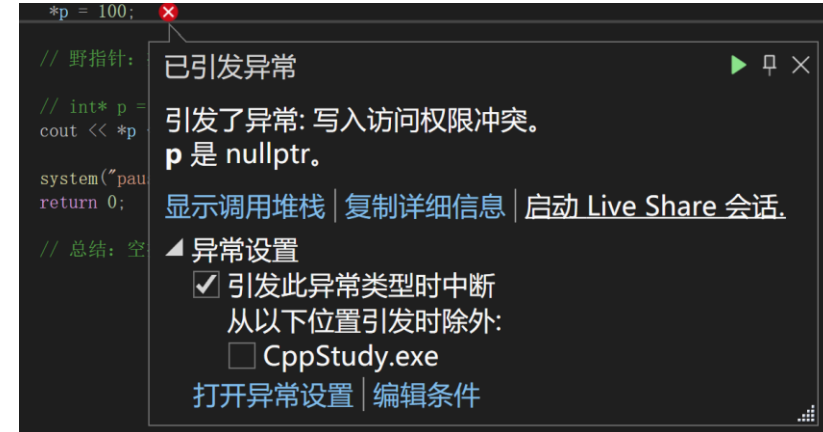 *p = 100;
// 野指针:
// int* p =
cout << *p
system("pau
return 0;
// 总结: 空
已引发异常
引发了异常: 写入访问权限冲突。
p 是 nullptr。
显示调用堆栈 | 复制详细信息 | 启动 Live Share 会话.
异常设置
引发此异常类型时中断
从以下位置引发时除外:
CppStudy.exe
打开异常设置 | 编辑条件